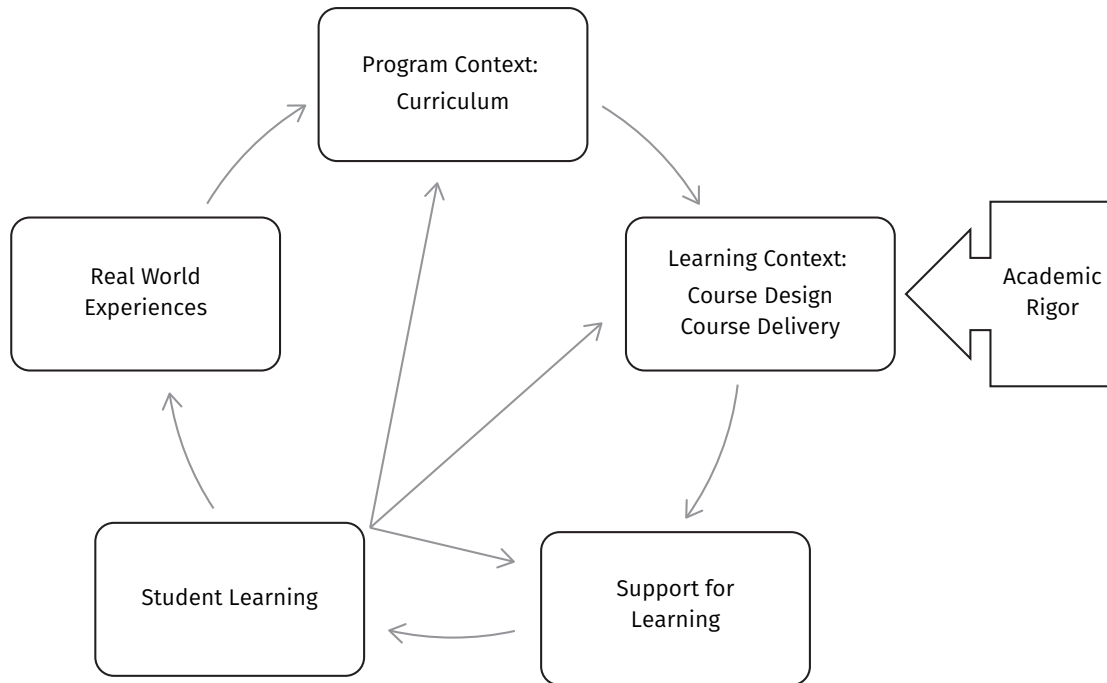 Program Context:
Curriculum
Real World
Experiences
Learning Context:
Course Design
Course Delivery
Academic
Rigor
Student Learning
Support for
Learning